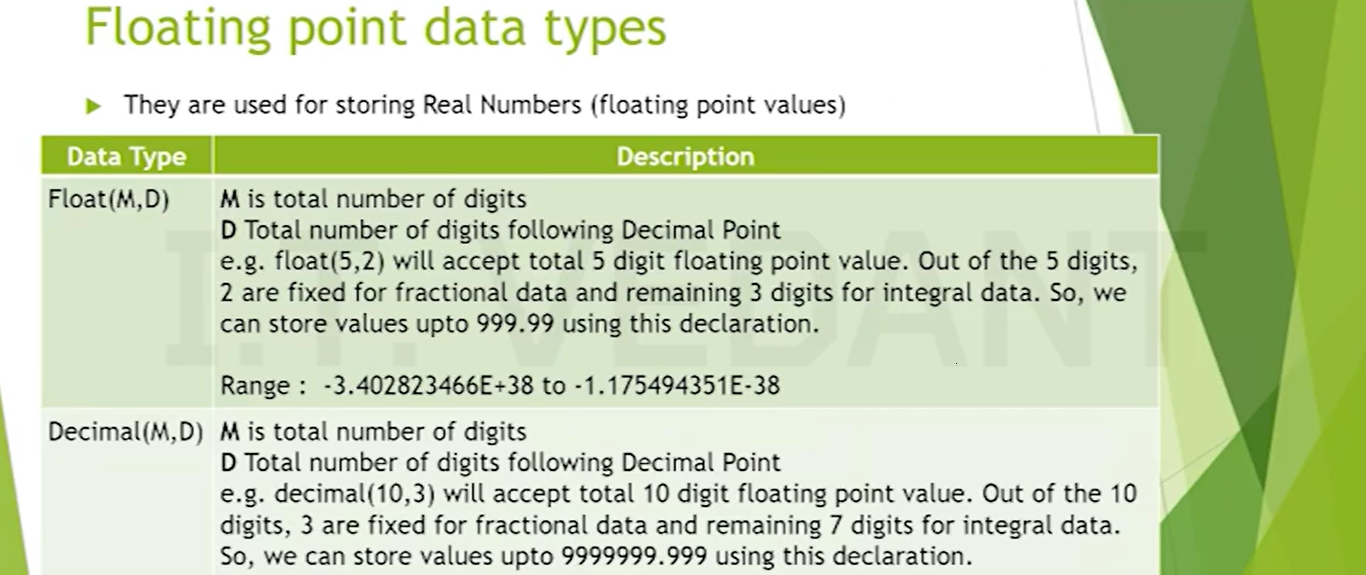 Floating point data types
They are used for storing Real Numbers (floating point values)
Data Type Description
Float(M,D) M is total number of digits
D Total number of digits following Decimal Point
e.g. float(5,2) will accept total 5 digit floating point value. Out of the 5 digits,
2 are fixed for fractional data and remaining 3 digits for integral data. So, we
can store values upto 999.99 using this declaration.
Range : -3.402823466E+38 to -1.175494351E-38
Decimal(M,D) M is total number of digits
D Total number of digits following Decimal Point
e.g. decimal(10,3) will accept total 10 digit floating point value. Out of the 10
digits, 3 are fixed for fractional data and remaining 7 digits for integral data.
So, we can store values upto 9999999.999 using this declaration.
I.T. VEDANT